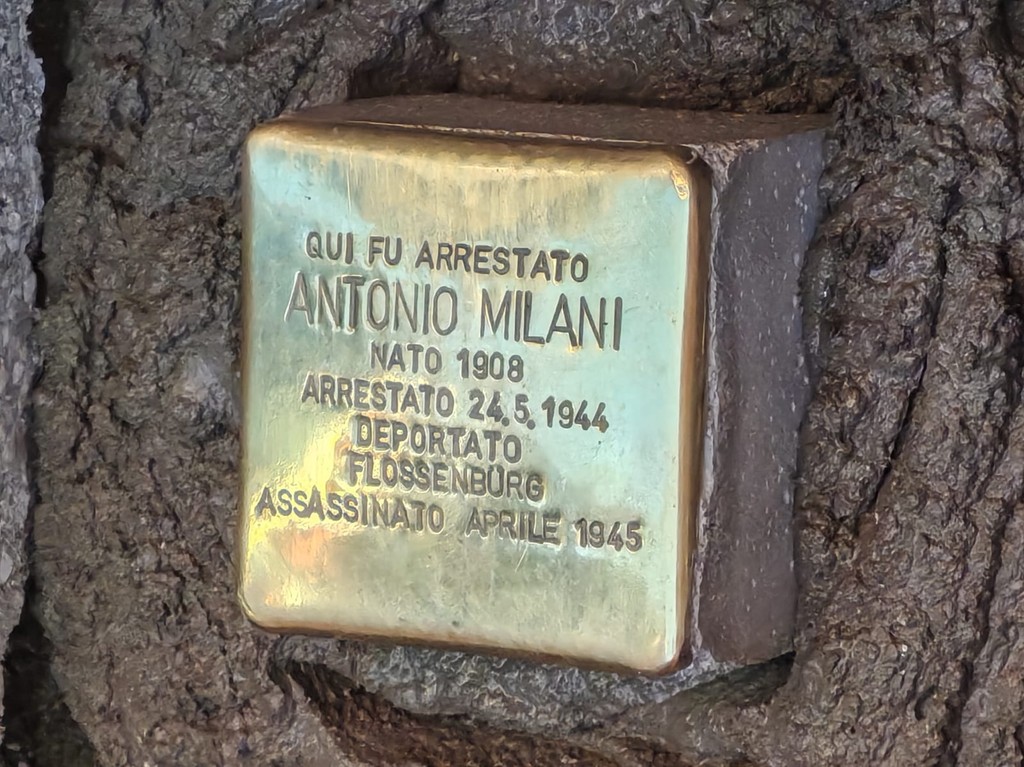 QUI FU ARRESTATO
ANTONIO MILANI
NATO 1908
ARRESTATO 24.5.1944
DEPORTATO
FLOSSENBÜRG
ASSASSINATO APRILE 1945